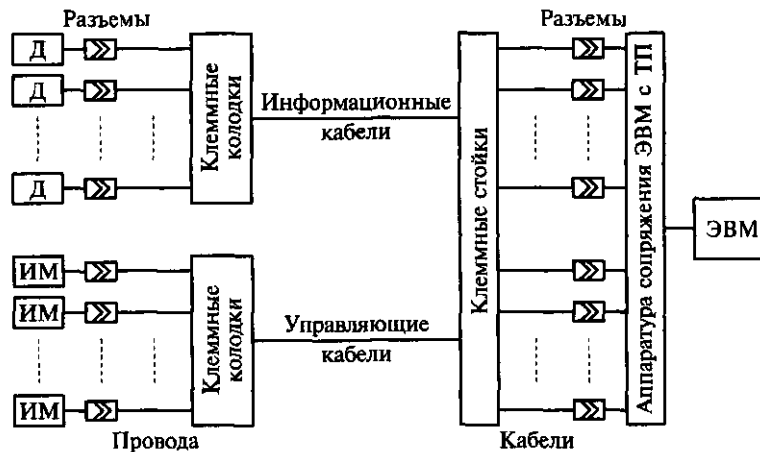 Разъемы
Разъемы
Д
Д
Д
Клеммные
колодки
Информационные
кабели
ИМ
ИМ
ИМ
Клеммные
колодки
Управляющие
кабели
Клеммные стойки
Аппаратура сопряжения ЭВМ с ТП
ЭВМ
Провода
Кабели